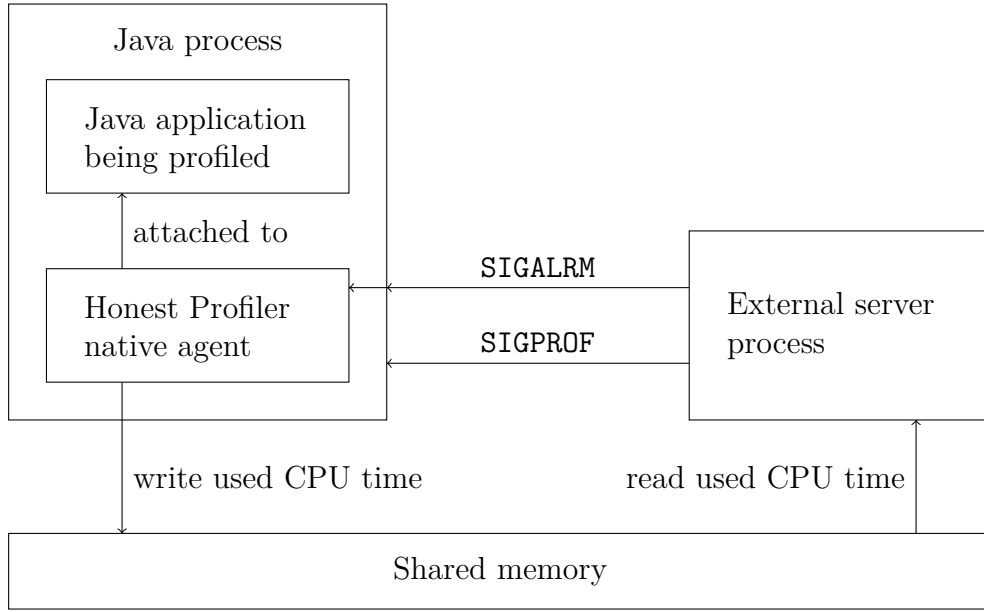 Java process
Java application
being profiled
attached to
Honest Profiler
native agent
SIGALRM
SIGPROF
External server
process
write used CPU time
read used CPU time
Shared memory